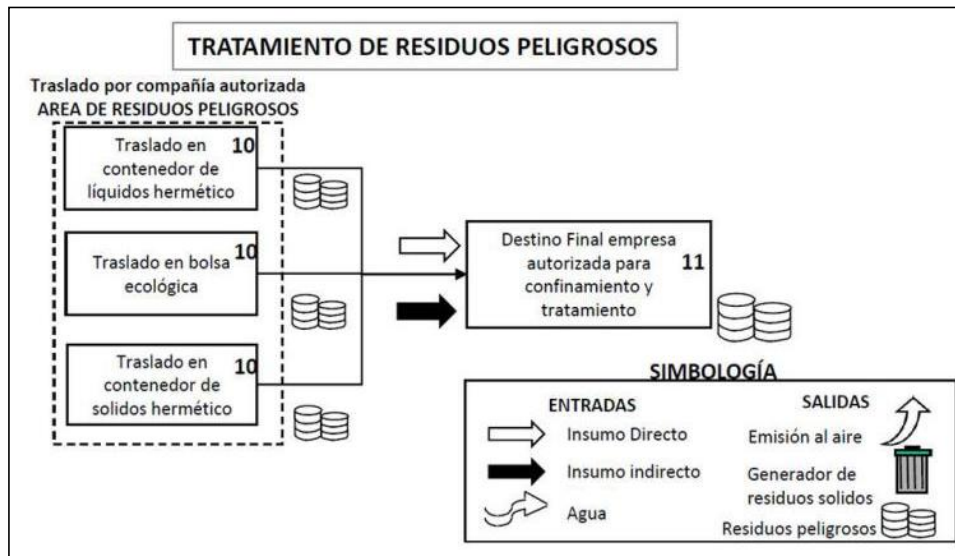 TRATAMIENTO DE RESIDUOS PELIGROSOS
Traslado por compañía autorizada
AREA DE RESIDUOS PELIGROSOS
Traslado en 10
contenedor de
líquidos hermético
10
Traslado en bolsa
ecológica
Traslado en 10
contenedor de
solidos hermético
Destino Final empresa
autorizada para 11
confinamiento y
tratamiento
SIMBOLOGÍA
ENTRADAS
Insumo Directo
Insumo indirecto
Agua
SALIDAS
Emisión al aire
Generador de
residuos solidos
Residuos peligrosos